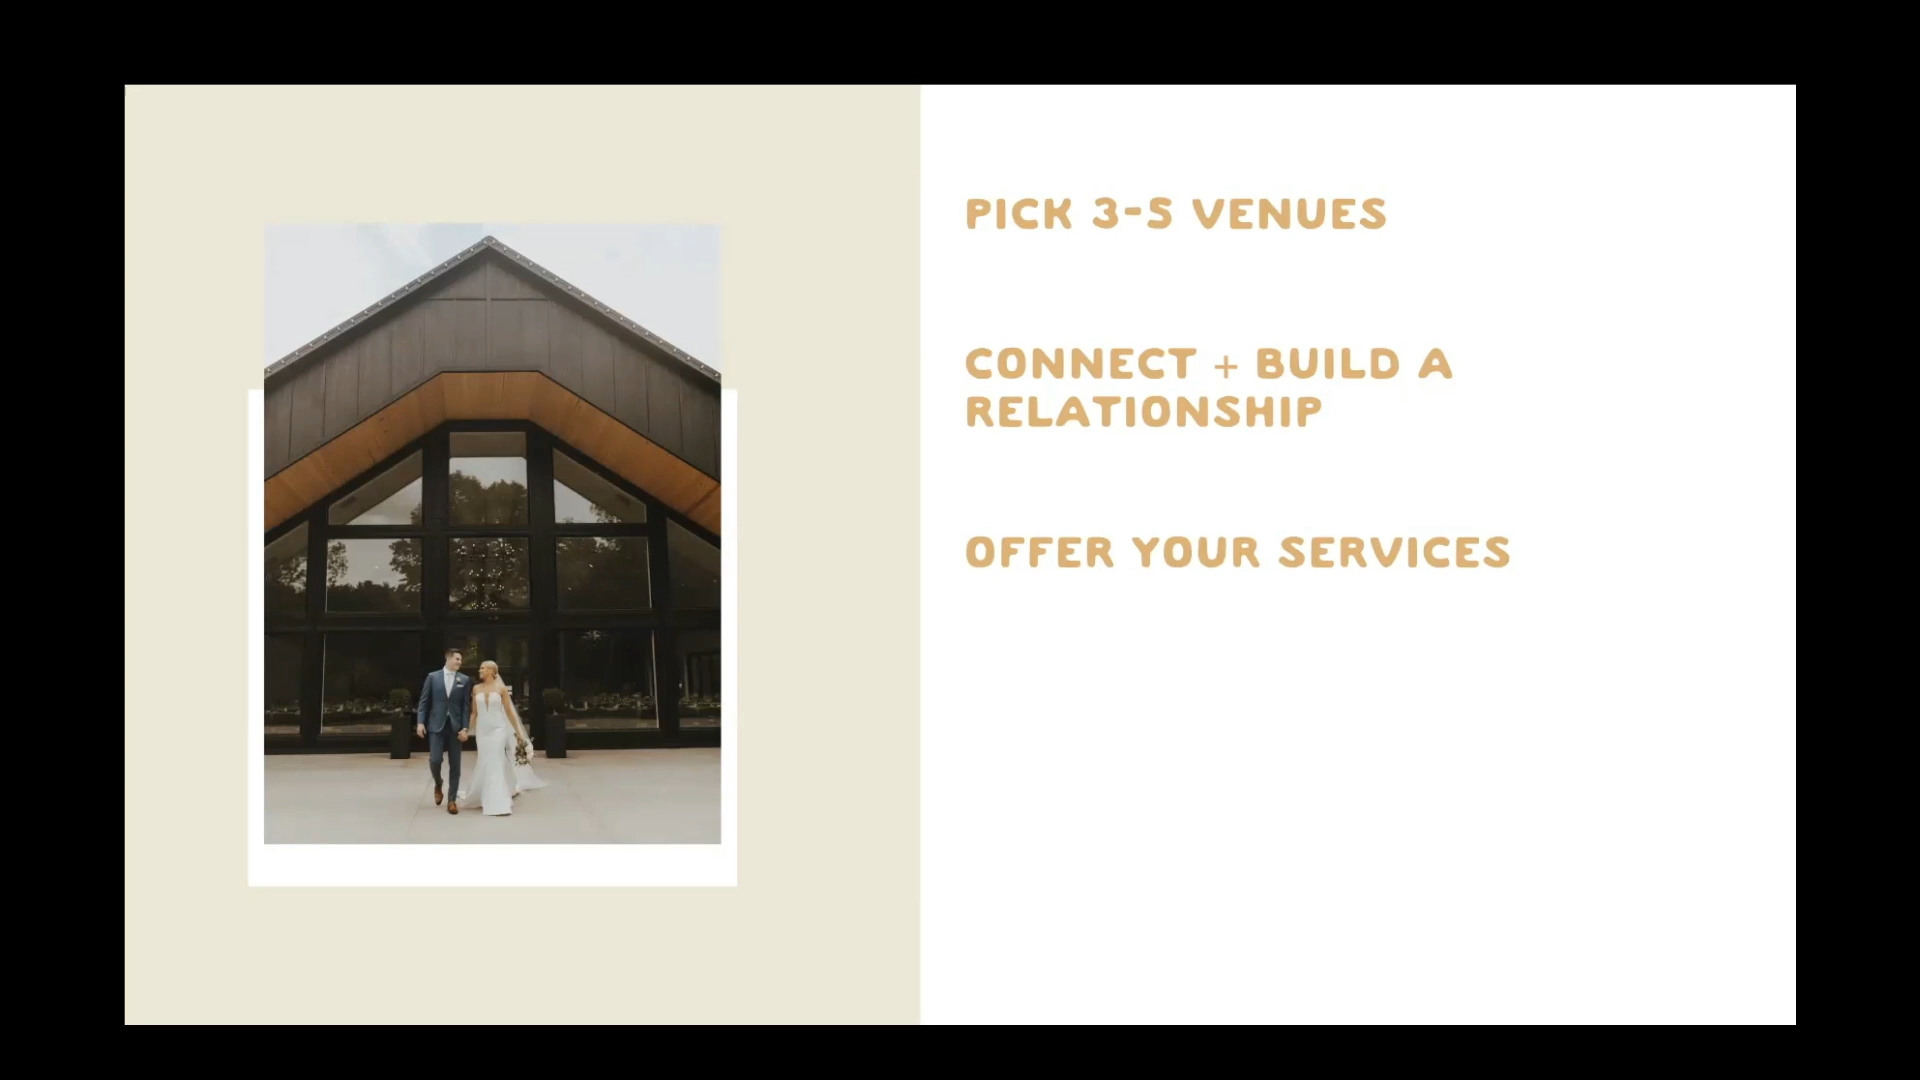 PICK 3-5 VENUES
CONNECT + BUILD A
RELATIONSHIP
OFFER YOUR SERVICES